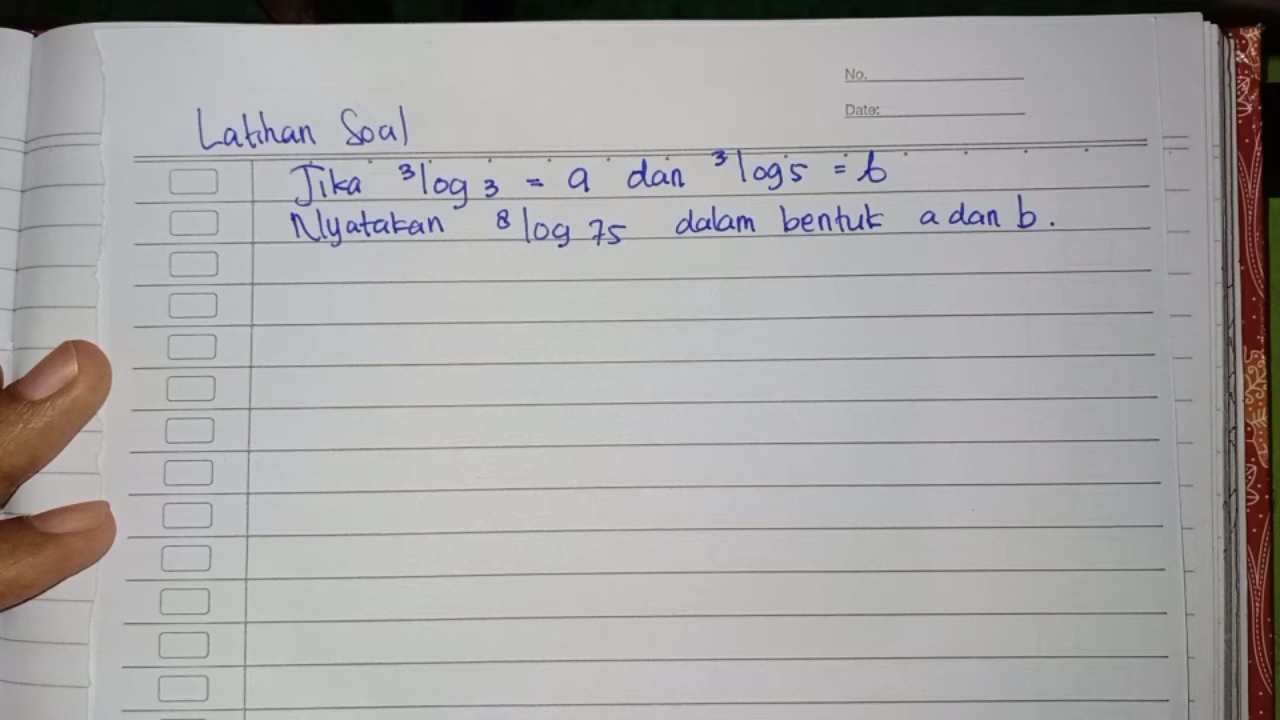 No.
Date:
Latihan Soal
Jika ³log 3 = a dan ³log 5 = b
Nyatakan ⁸log 75 dalam bentuk a dan b.